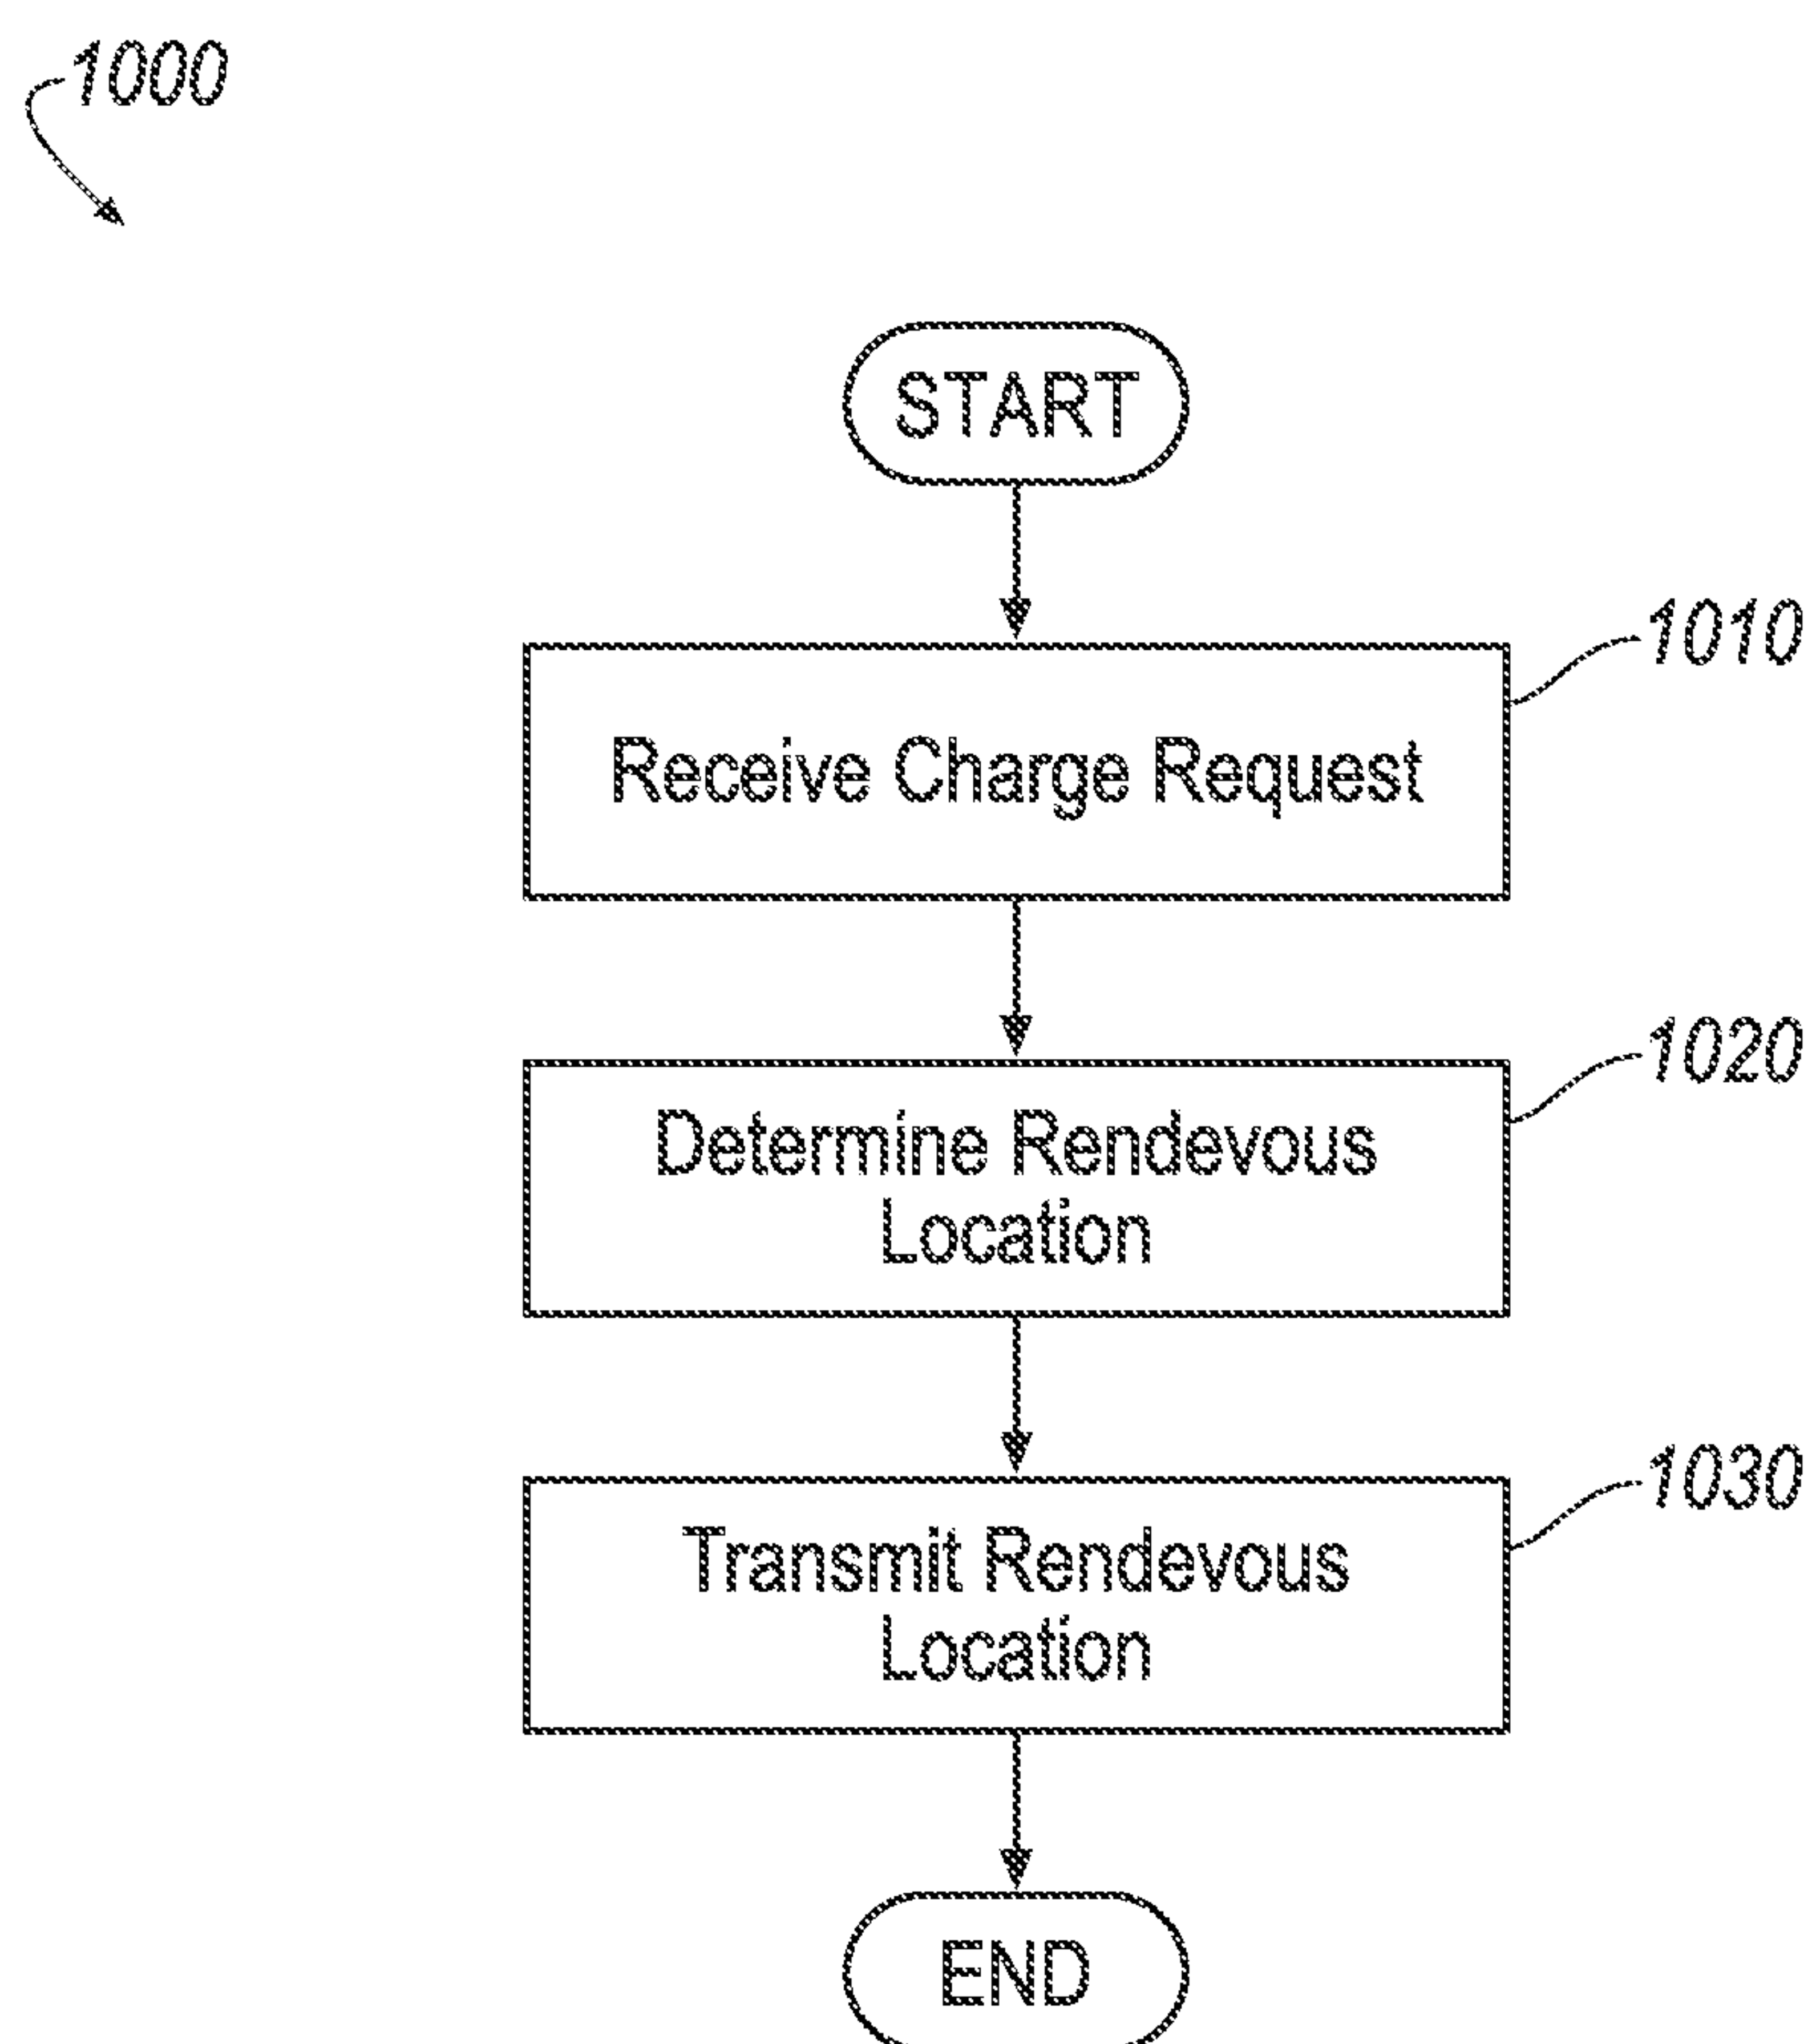 1000
START
1010
Receive Charge Request
1020
Determine Rendevous
Location
1030
Transmit Rendevous
Location
END